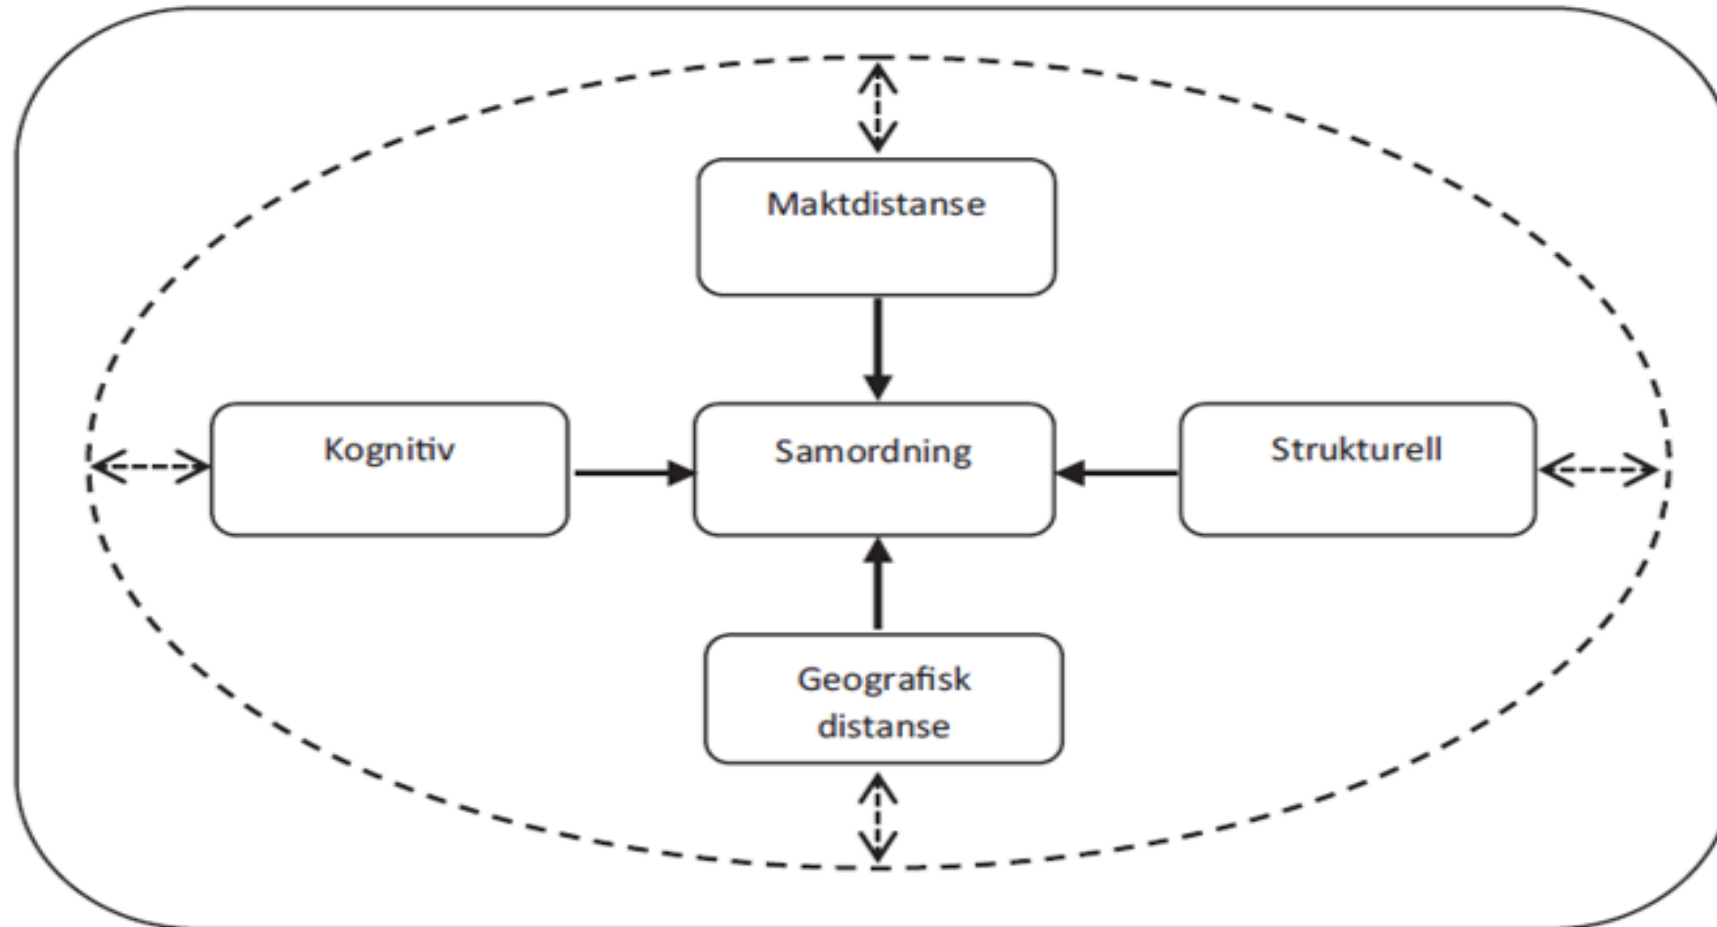 Maktdistanse
Kognitiv
Samordning
Strukturell
Geografisk
distanse